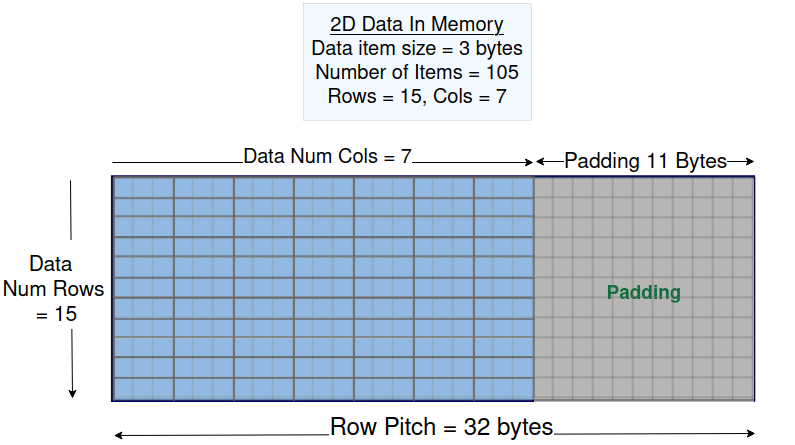 2D Data In Memory
Data item size = 3 bytes
Number of Items = 105
Rows = 15, Cols = 7
Data Num Cols = 7
Padding 11 Bytes
Data
Num Rows
= 15
Padding
Row Pitch = 32 bytes